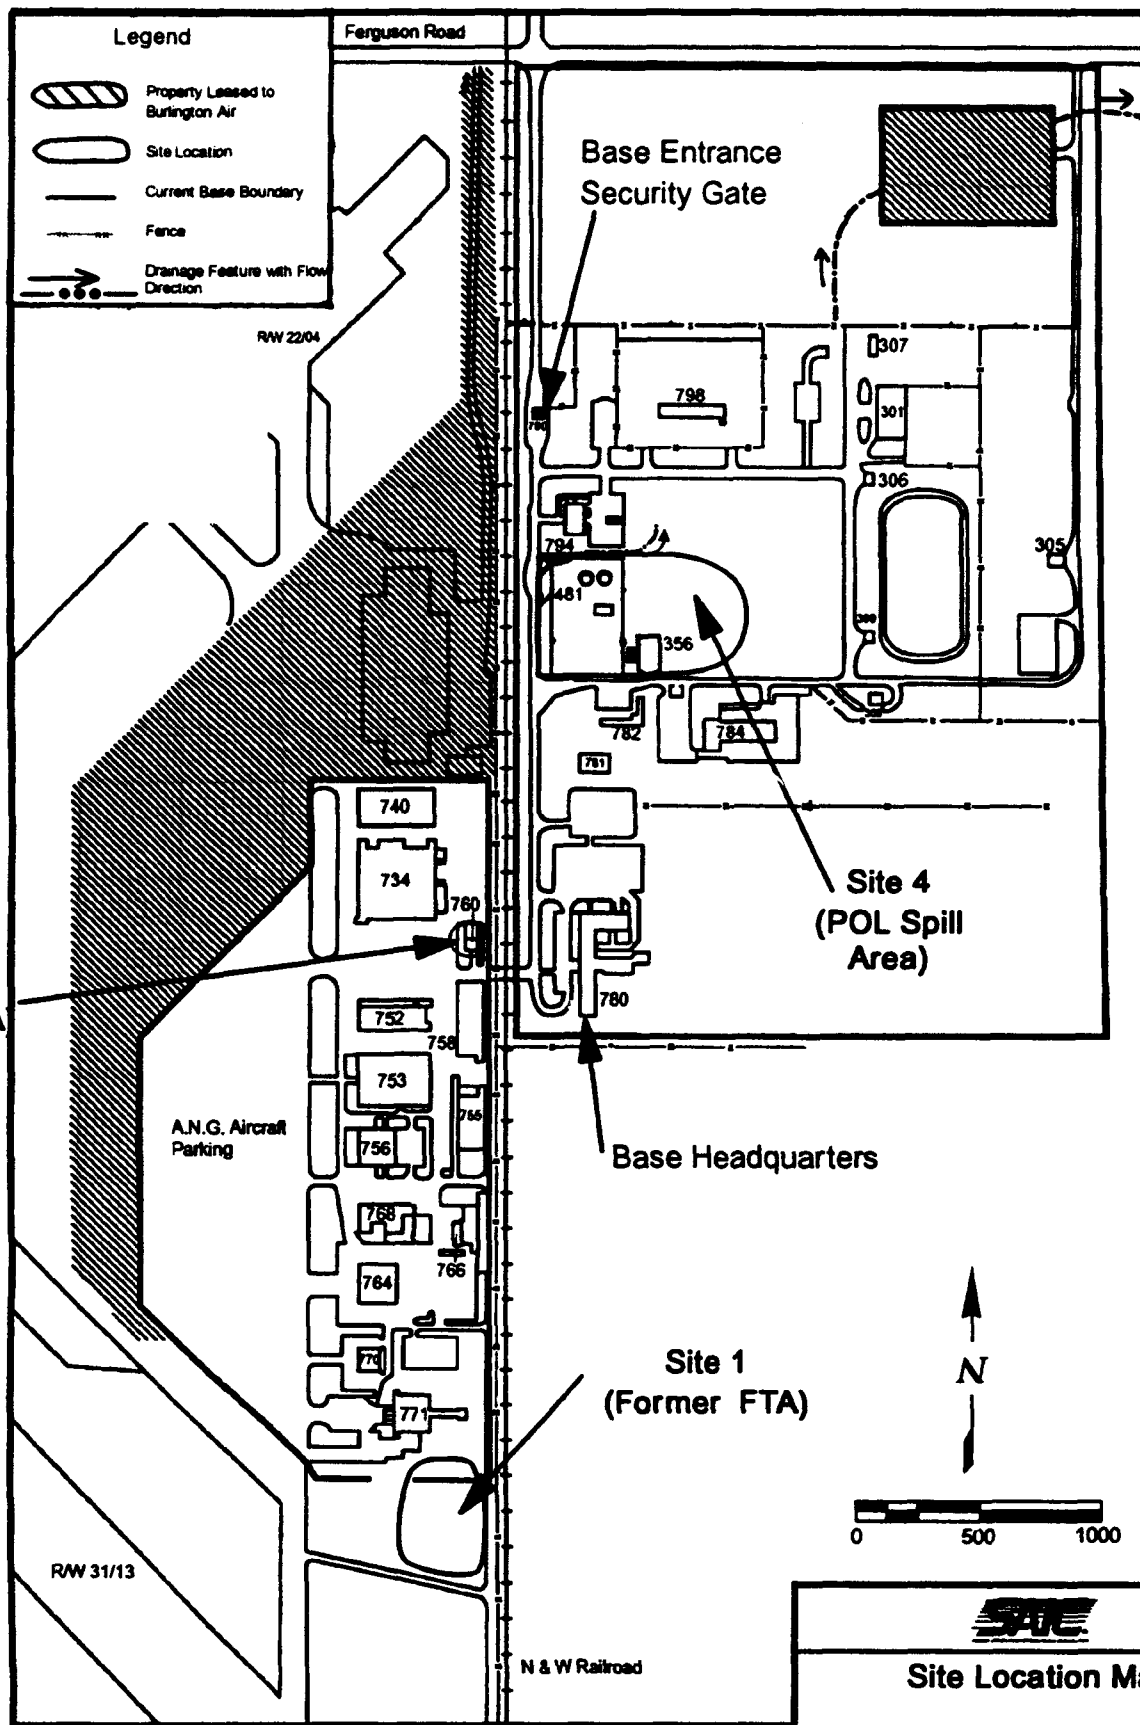 Legend
Property Leased to
Burlington Air
Site Location
Current Base Boundary
Fence
Drainage Feature with Flow
Direction
Ferguson Road
R/W 22/04
Base Entrance
Security Gate
307
798
301
790
306
794
305
481
356
782
784
781
740
734
760
Site 4
(POL Spill
Area)
780
752
758
753
755
A.N.G. Aircraft
Parking
756
Base Headquarters
768
766
764
Site 1
(Former FTA)
N
770
771
0 500 1000
R/W 31/13
SAIC
N & W Railroad
Site Location Ma